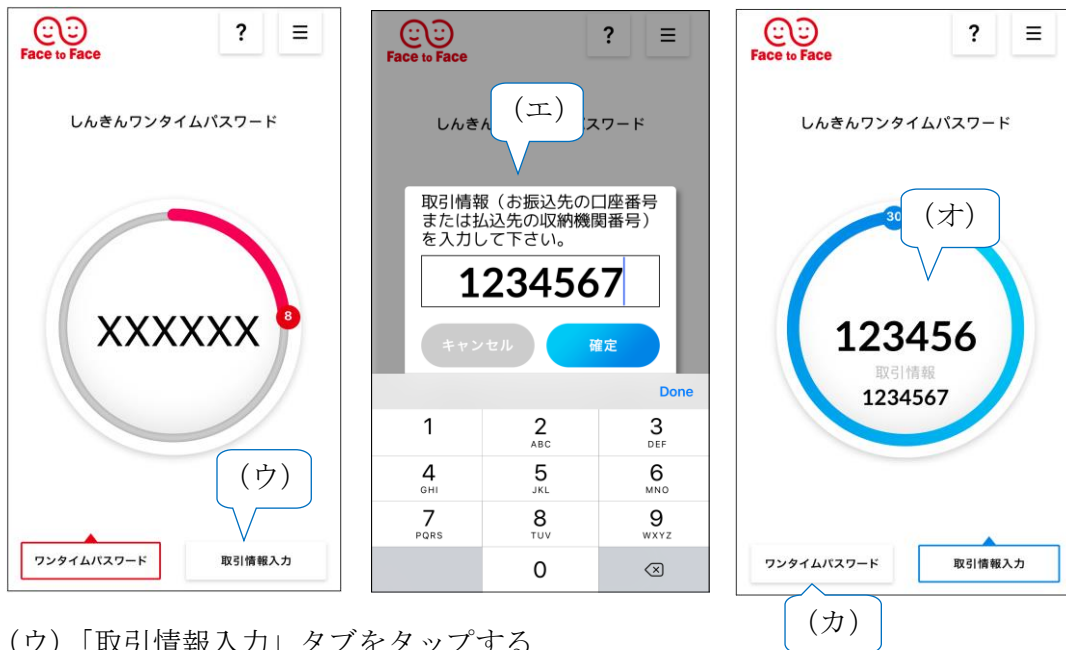 Face to Face
?
しんきんワンタイムパスワード
XXXXXX
8
(ウ)
ワンタイムパスワード
取引情報入力
Face to Face
?
しんき
スワード
(エ)
取引情報(お振込先の口座番号
または払込先の収納機関番号)
を入力して下さい。
1234567
キャンセル
確定
Done
1
2 ABC
3 DEF
4 GHI
5 JKL
6 MNO
7 PQRS
8 TUV
9 WXYZ
0
Face to Face
?
しんきんワンタイムパスワード
30
(オ)
123456
取引情報
1234567
ワンタイムパスワード
取引情報入力
(カ)
(ウ)「取引情報入力」タブをタップする